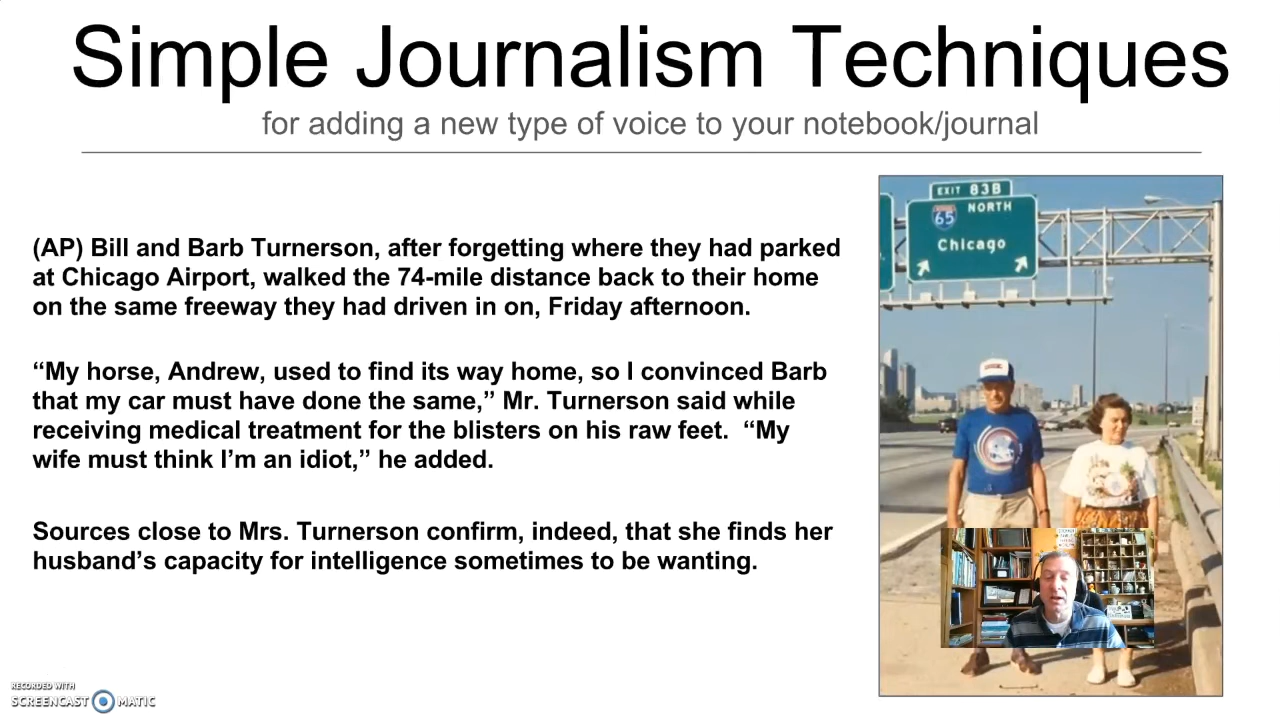 Simple Journalism Techniques
for adding a new type of voice to your notebook/journal
(AP) Bill and Barb Turnerson, after forgetting where they had parked
at Chicago Airport, walked the 74-mile distance back to their home
on the same freeway they had driven in on, Friday afternoon.
“My horse, Andrew, used to find its way home, so I convinced Barb
that my car must have done the same,” Mr. Turnerson said while
receiving medical treatment for the blisters on his raw feet.  “My
wife must think I’m an idiot,” he added.
Sources close to Mrs. Turnerson confirm, indeed, that she finds her
husband’s capacity for intelligence sometimes to be wanting.
EXIT 83B
65 NORTH
Chicago
RECORDED WITH
SCREENCAST MATIC